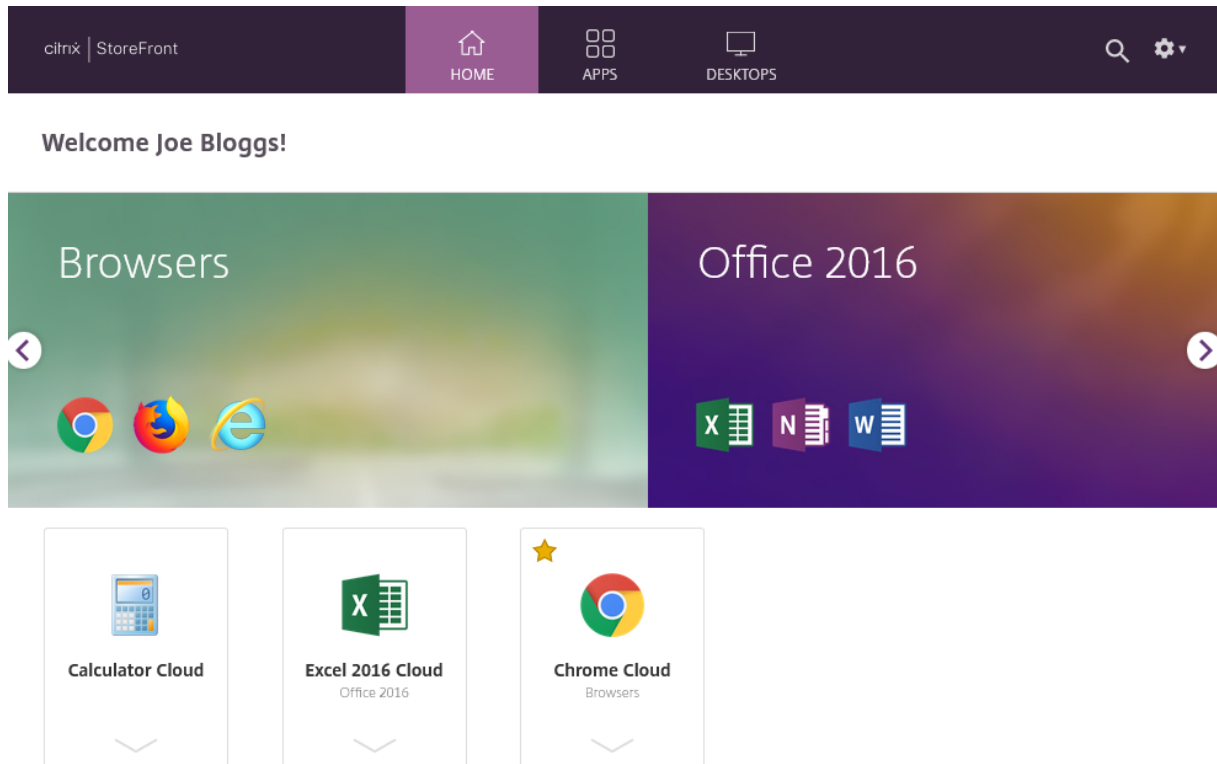 citrix | StoreFront
HOME
APPS
DESKTOPS
Welcome Joe Bloggs!
Browsers
Office 2016
X
N
W
0
X
Calculator Cloud
Excel 2016 Cloud
Office 2016
Chrome Cloud
Browsers